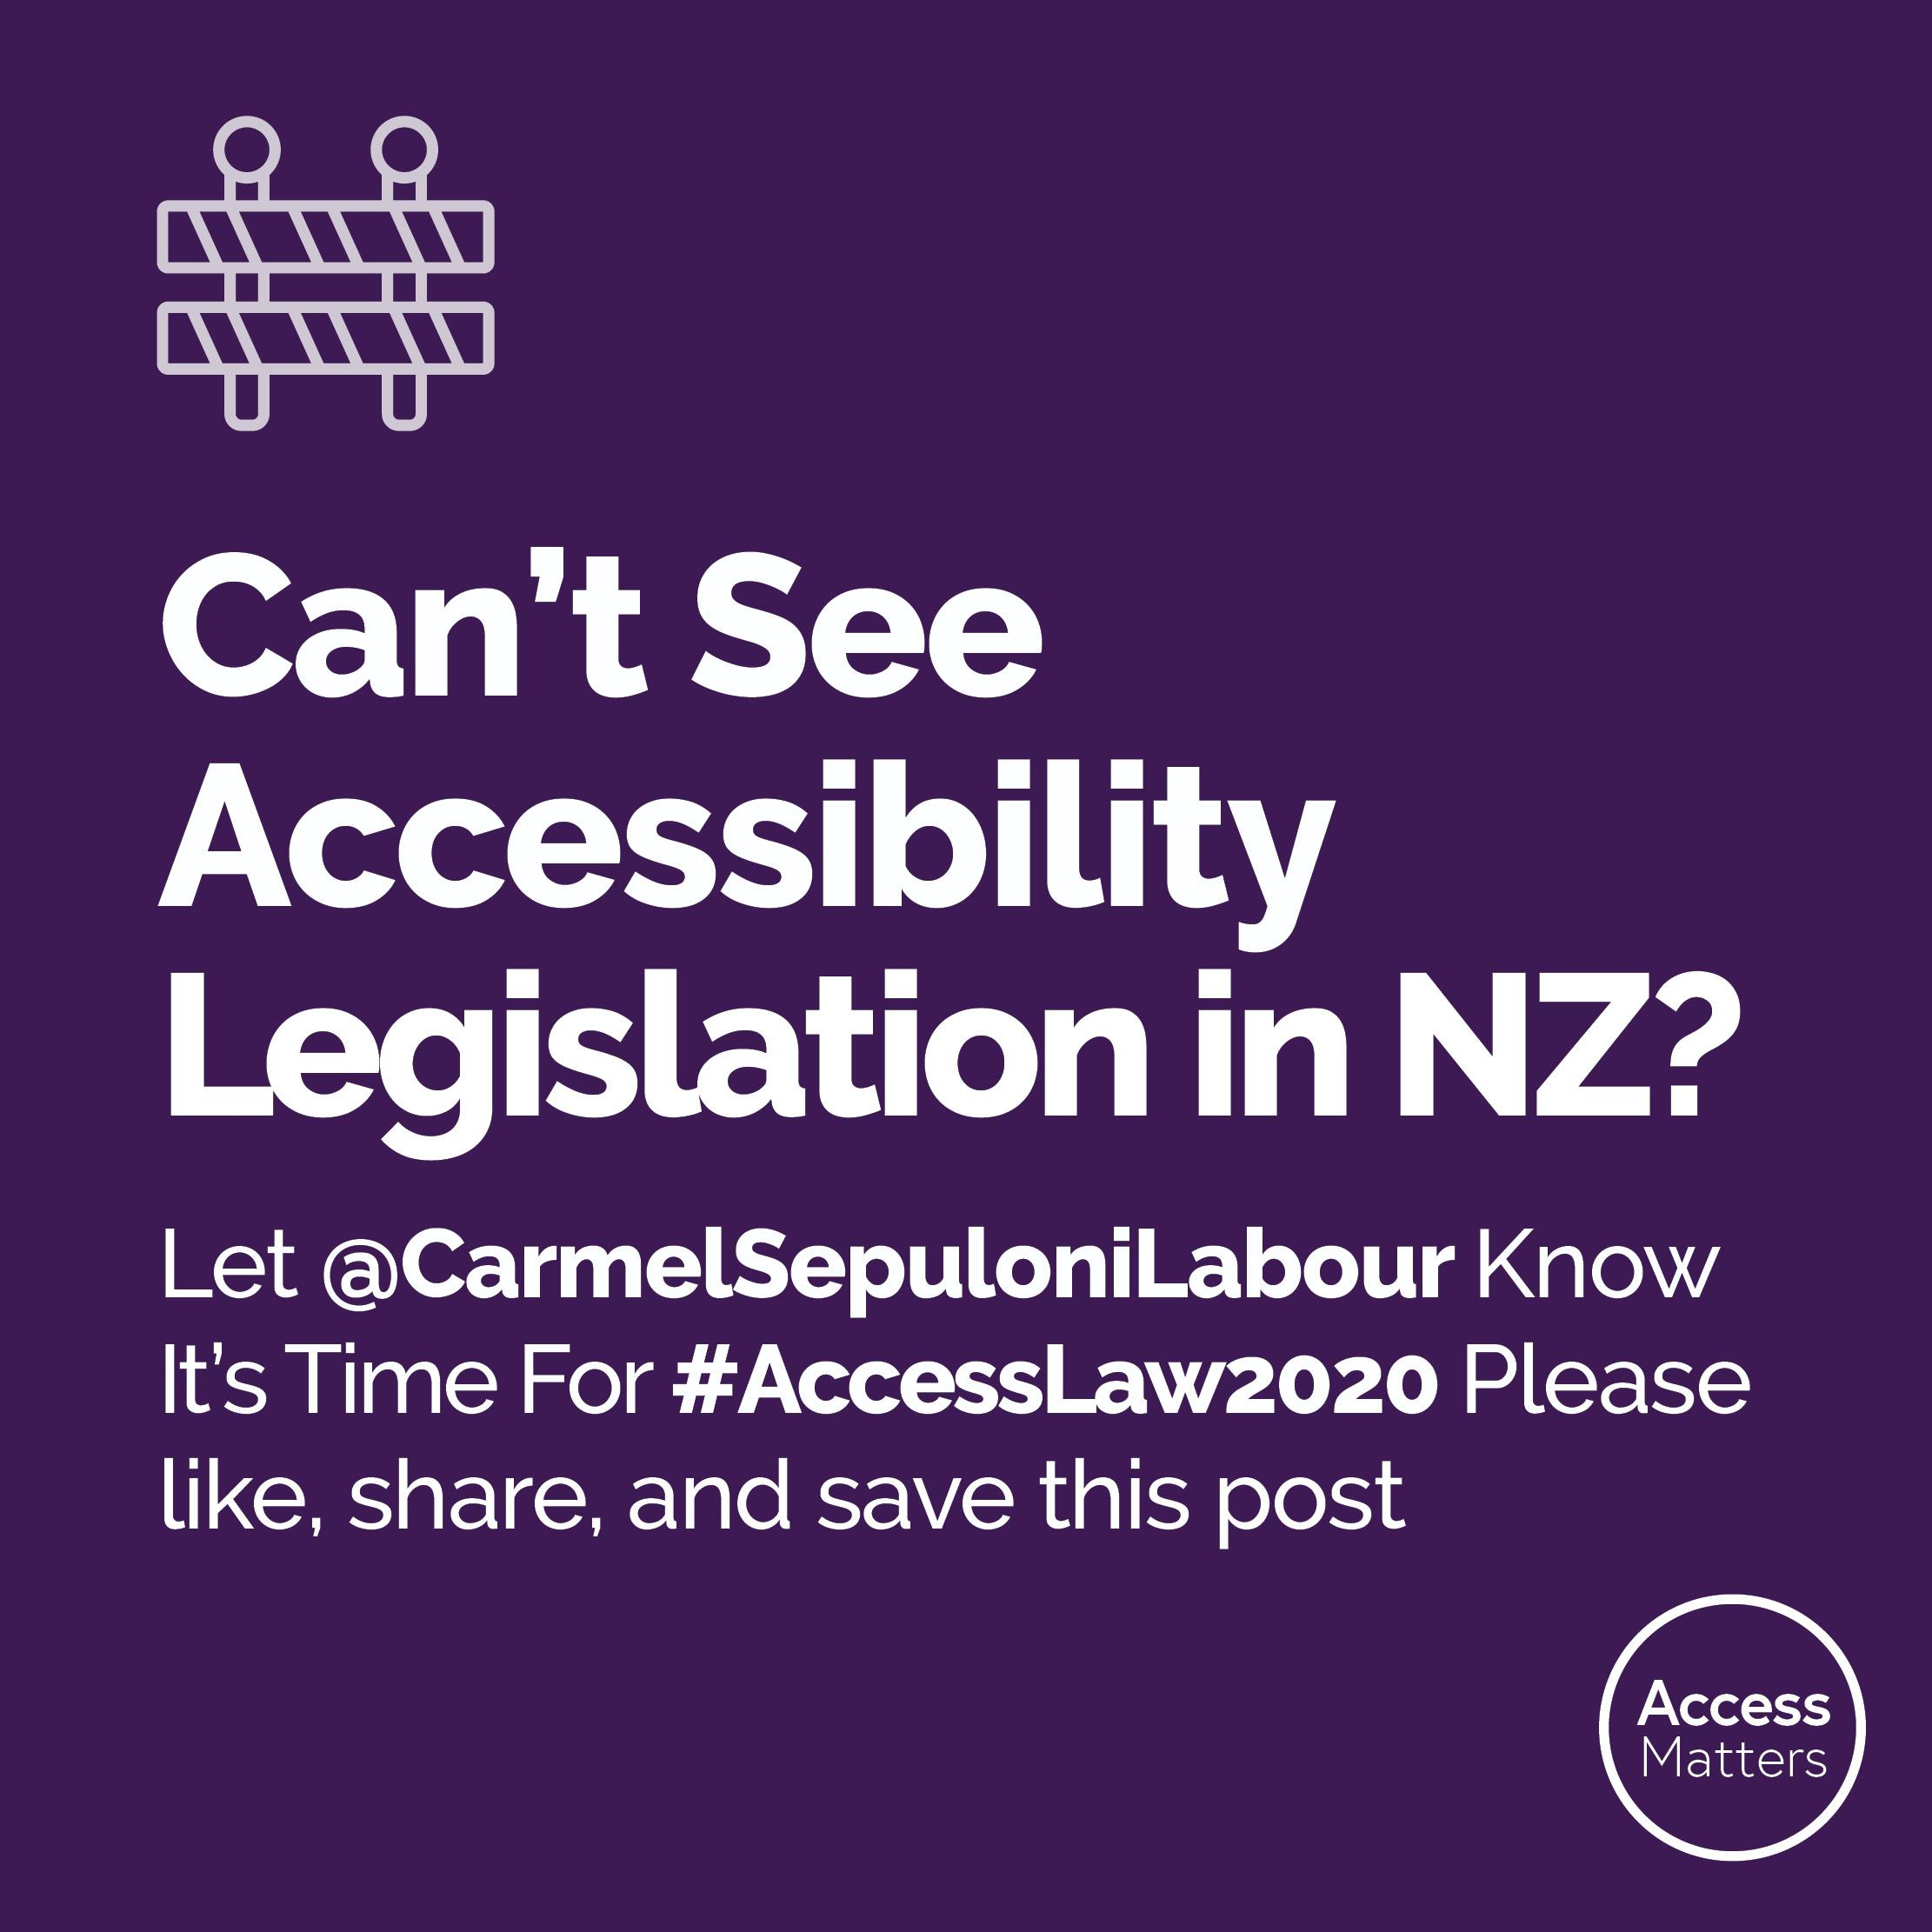 Can’t See
Accessibility
Legislation in NZ?
Let @CarmelSepuloniLabour Know
It’s Time For #AccessLaw2020 Please
like, share, and save this post
Access
Matters